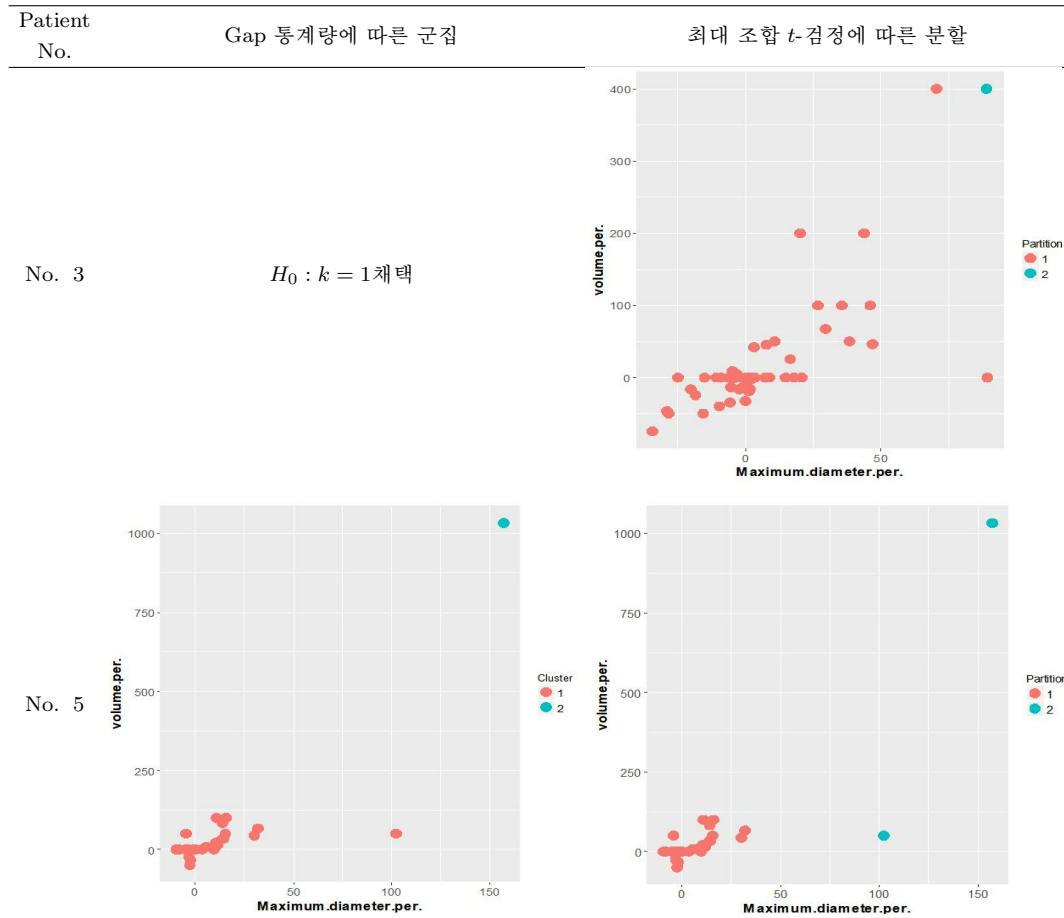 Patient No.
Gap 통계량에 따른 군집
최대 조합 t-검정에 따른 분할
No. 3
H₀ : k = 1채택
400
300
200
100
0
volume.per.
0
50
Maximum.diameter.per.
Partition
1
2
No. 5
1000
750
500
250
0
volume.per.
0
50
100
150
Maximum.diameter.per.
Cluster
1
2
1000
750
500
250
0
volume.per.
0
50
100
150
Maximum.diameter.per.
Partition
1
2